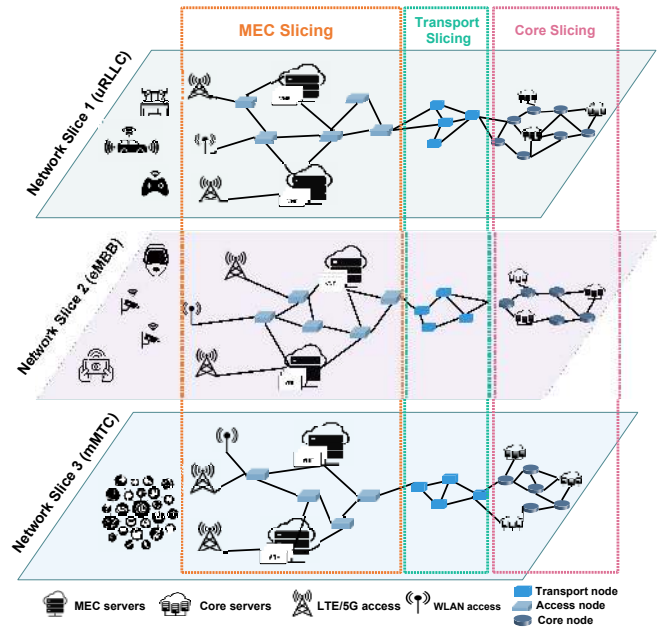 MEC Slicing
Transport
Slicing
Core Slicing
Network Slice 1 (uRLLC)
Network Slice 2 (eMBB)
Network Slice 3 (mMTC)
MEC servers
Core servers
LTE/5G access
WLAN access
Transport node
Access node
Core node